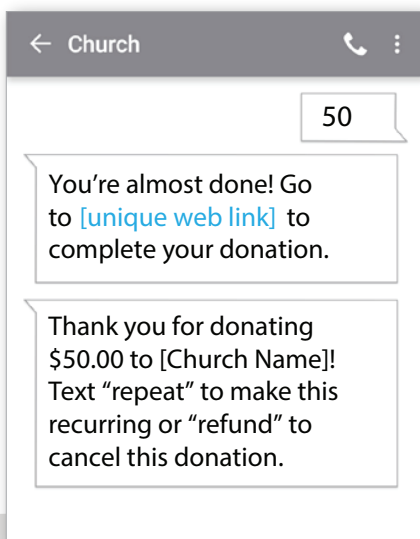 Church
50
You’re almost done! Go
to [unique web link] to
complete your donation.
Thank you for donating
$50.00 to [Church Name]!
Text “repeat” to make this
recurring or “refund” to
cancel this donation.